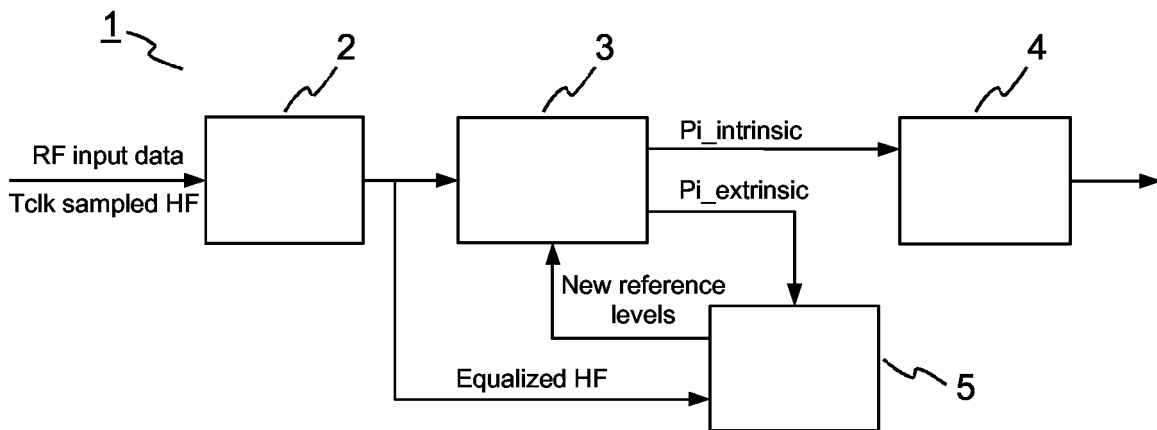 1
2
3
4
RF input data
Tclk sampled HF
Pi_intrinsic
Pi_extrinsic
New reference
levels
Equalized HF
5